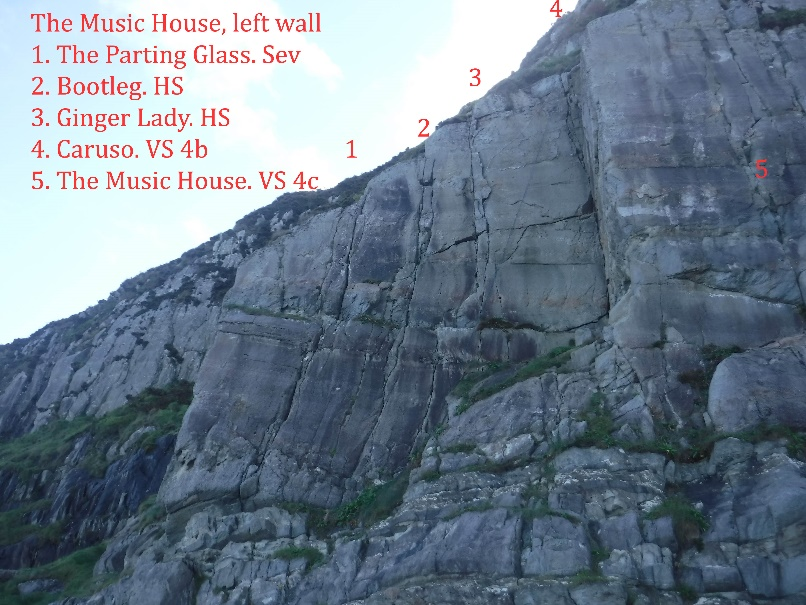 The Music House, left wall
1. The Parting Glass. Sev
2. Bootleg. HS
3. Ginger Lady. HS
4. Caruso. VS 4b
5. The Music House. VS 4c
4
3
2
1
5